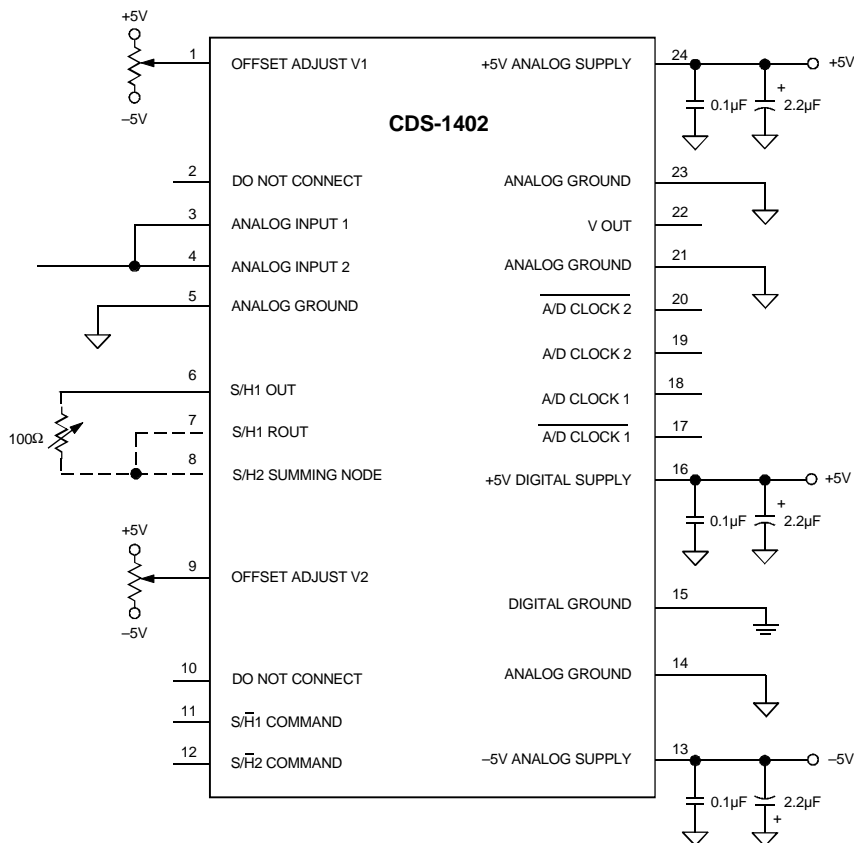 +5V
1
OFFSET ADJUST V1
–5V
+5V ANALOG SUPPLY
24
+5V
0.1µF
+
2.2µF
CDS-1402
2
DO NOT CONNECT
ANALOG GROUND
23
3
ANALOG INPUT 1
V OUT
22
4
ANALOG INPUT 2
ANALOG GROUND
21
5
ANALOG GROUND
A̅/̅D̅ ̅C̅L̅O̅C̅K̅ ̅2̅
20
A/D CLOCK 2
19
6
S/H1 OUT
A/D CLOCK 1
18
100Ω
7
S/H1 ROUT
A̅/̅D̅ ̅C̅L̅O̅C̅K̅ ̅1̅
17
8
S/H2 SUMMING NODE
+5V DIGITAL SUPPLY
16
+5V
0.1µF
+
2.2µF
+5V
9
OFFSET ADJUST V2
–5V
DIGITAL GROUND
15
10
DO NOT CONNECT
ANALOG GROUND
14
11
S/H̅1 COMMAND
12
S/H̅2 COMMAND
–5V ANALOG SUPPLY
13
–5V
0.1µF
2.2µF
+